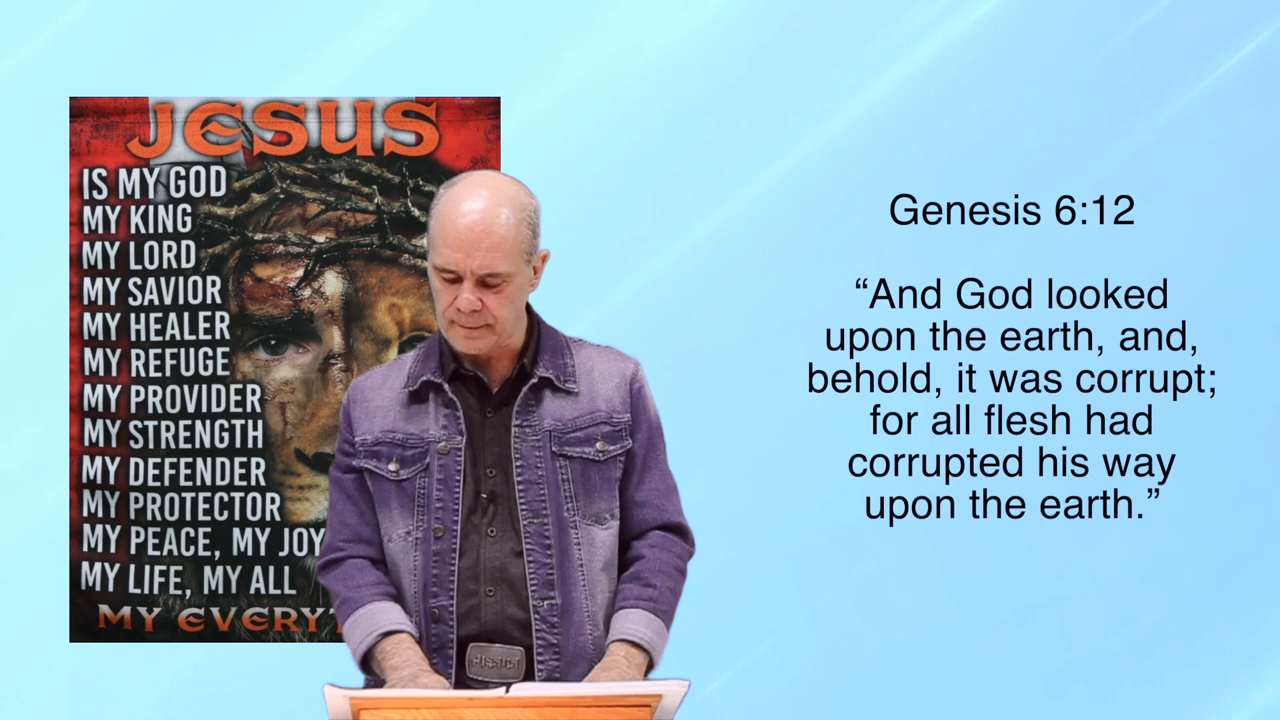 JESUS
IS MY GOD
MY KING
MY LORD
MY SAVIOR
MY HEALER
MY REFUGE
MY PROVIDER
MY STRENGTH
MY DEFENDER
MY PROTECTOR
MY PEACE, MY JOY
MY LIFE, MY ALL
MY
Genesis 6:12
“And God looked
upon the earth, and,
behold, it was corrupt;
for all flesh had
corrupted his way
upon the earth.”